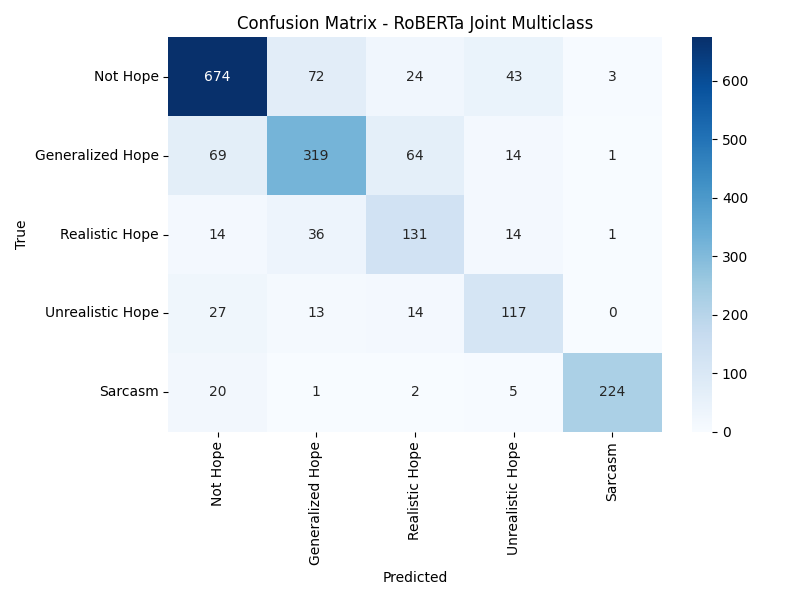 Confusion Matrix - RoBERTa Joint Multiclass
Not Hope 674 72 24 43 3
Generalized Hope 69 319 64 14 1
Realistic Hope 14 36 131 14 1
Unrealistic Hope 27 13 14 117 0
Sarcasm 20 1 2 5 224
True
Not Hope
Generalized Hope
Realistic Hope
Unrealistic Hope
Sarcasm
Predicted
600
500
400
300
200
100
0